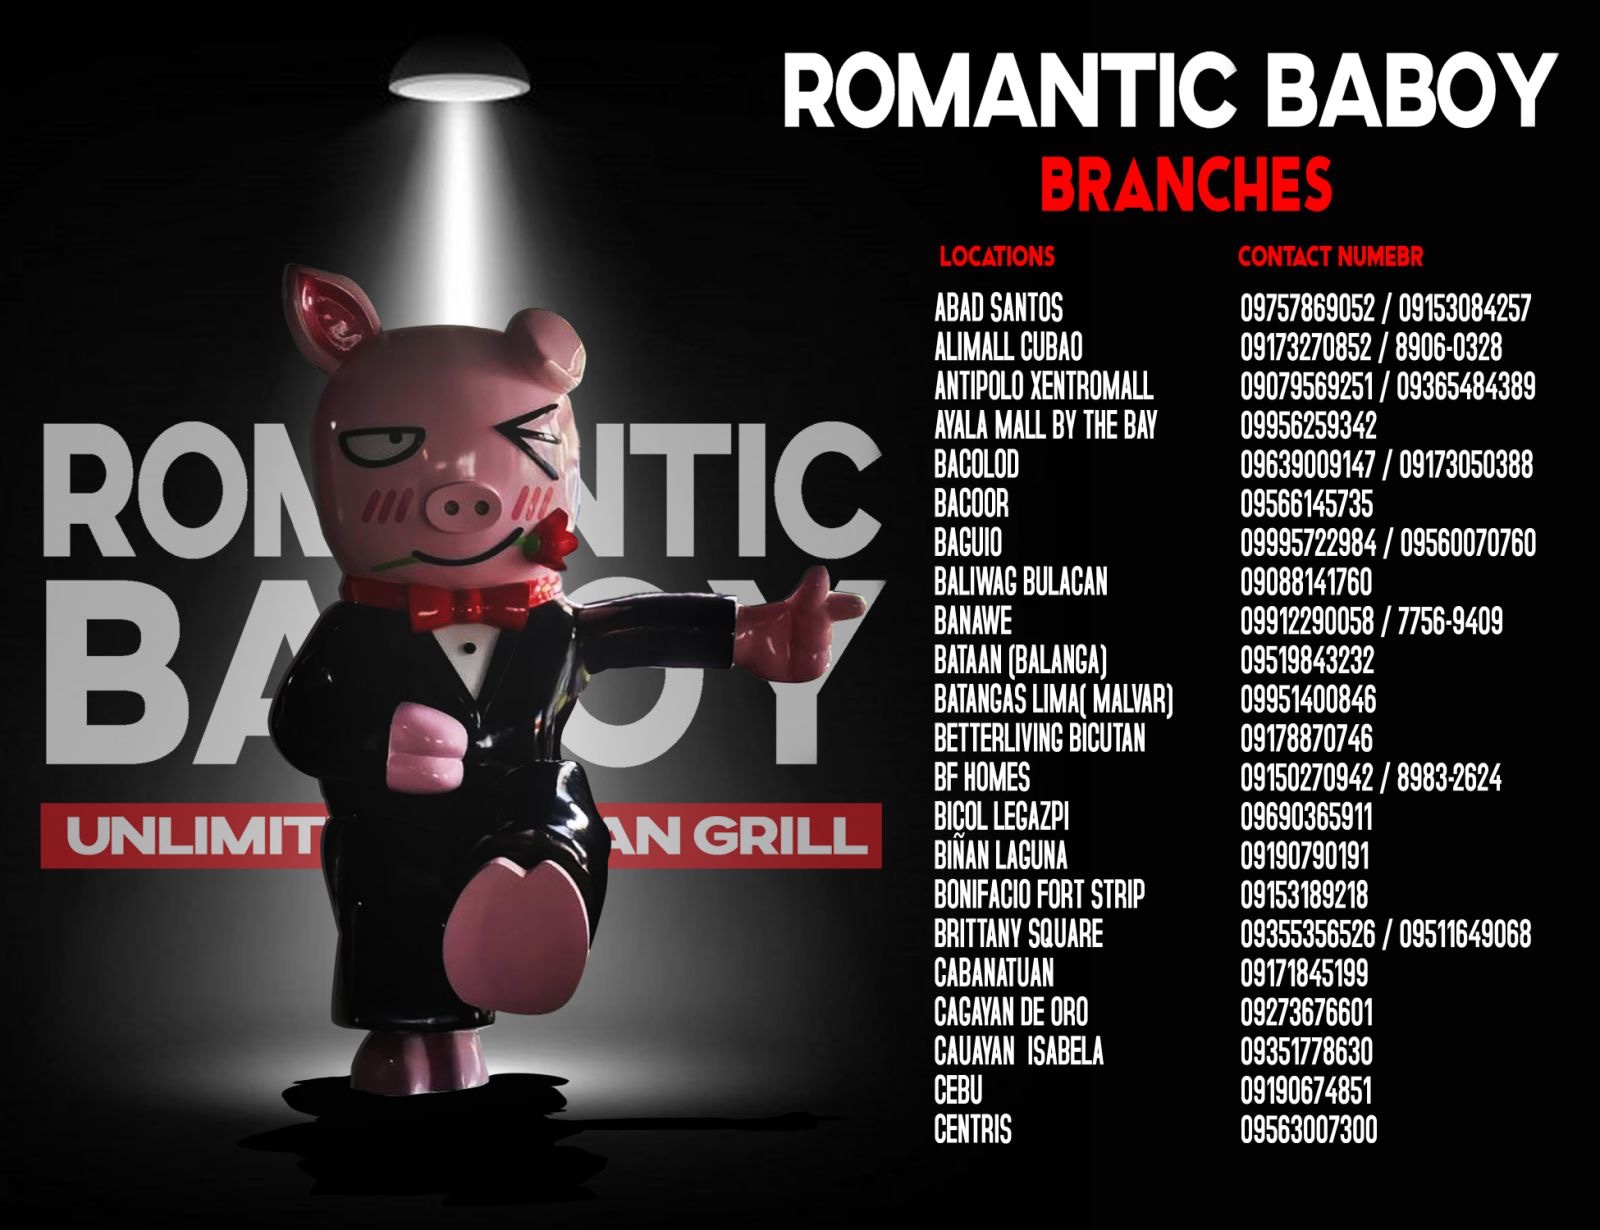 ROMANTIC BABOY
BRANCHES
LOCATIONS CONTACT NUMEBR
ABAD SANTOS 09757869052 / 09153084257
ALIMALL CUBAO 09173270852 / 8906-0328
ANTIPOLO XENTROMALL 09079569251 / 09365484389
AYALA MALL BY THE BAY 09956259342
BACOLOD 09639009147 / 09173050388
BACOOR 09566145735
BAGUIO 09995722984 / 09560070760
BALIWAG BULACAN 09088141760
BANAWE 09912290058 / 7756-9409
BATAAN (BALANGA) 09519843232
BATANGAS LIMA( MALVAR) 09951400846
BETTERLIVING BICUTAN 09178870746
BF HOMES 09150270942 / 8983-2624
BICOL LEGAZPI 09690365911
BIÑAN LAGUNA 09190790191
BONIFACIO FORT STRIP 09153189218
BRITTANY SQUARE 09355356526 / 09511649068
CABANATUAN 09171845199
CAGAYAN DE ORO 09273676601
CAUAYAN ISABELA 09351778630
CEBU 09190674851
CENTRIS 09563007300
GRILL